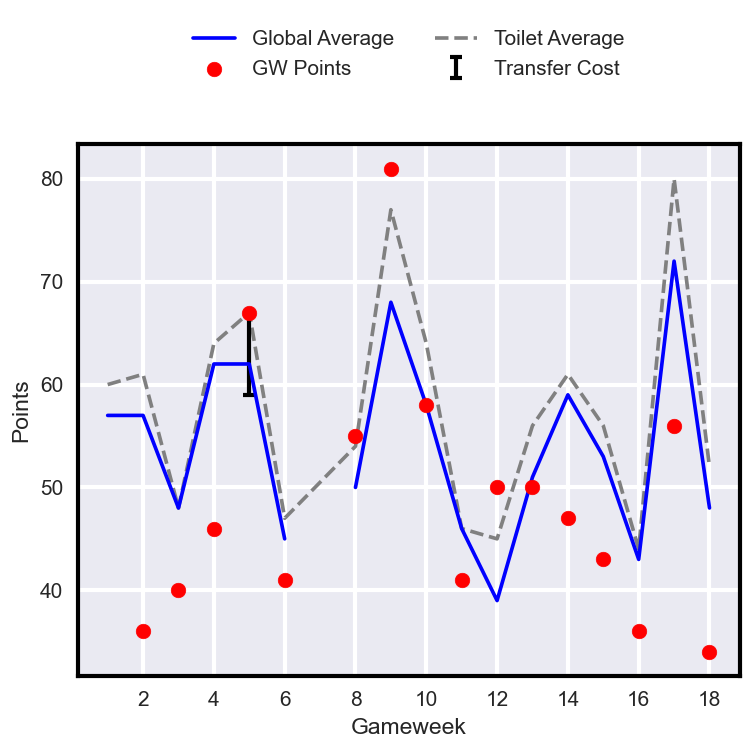 Global Average
Toilet Average
GW Points
Transfer Cost
80
70
60
50
40
Points
2 4 6 8 10 12 14 16 18
Gameweek